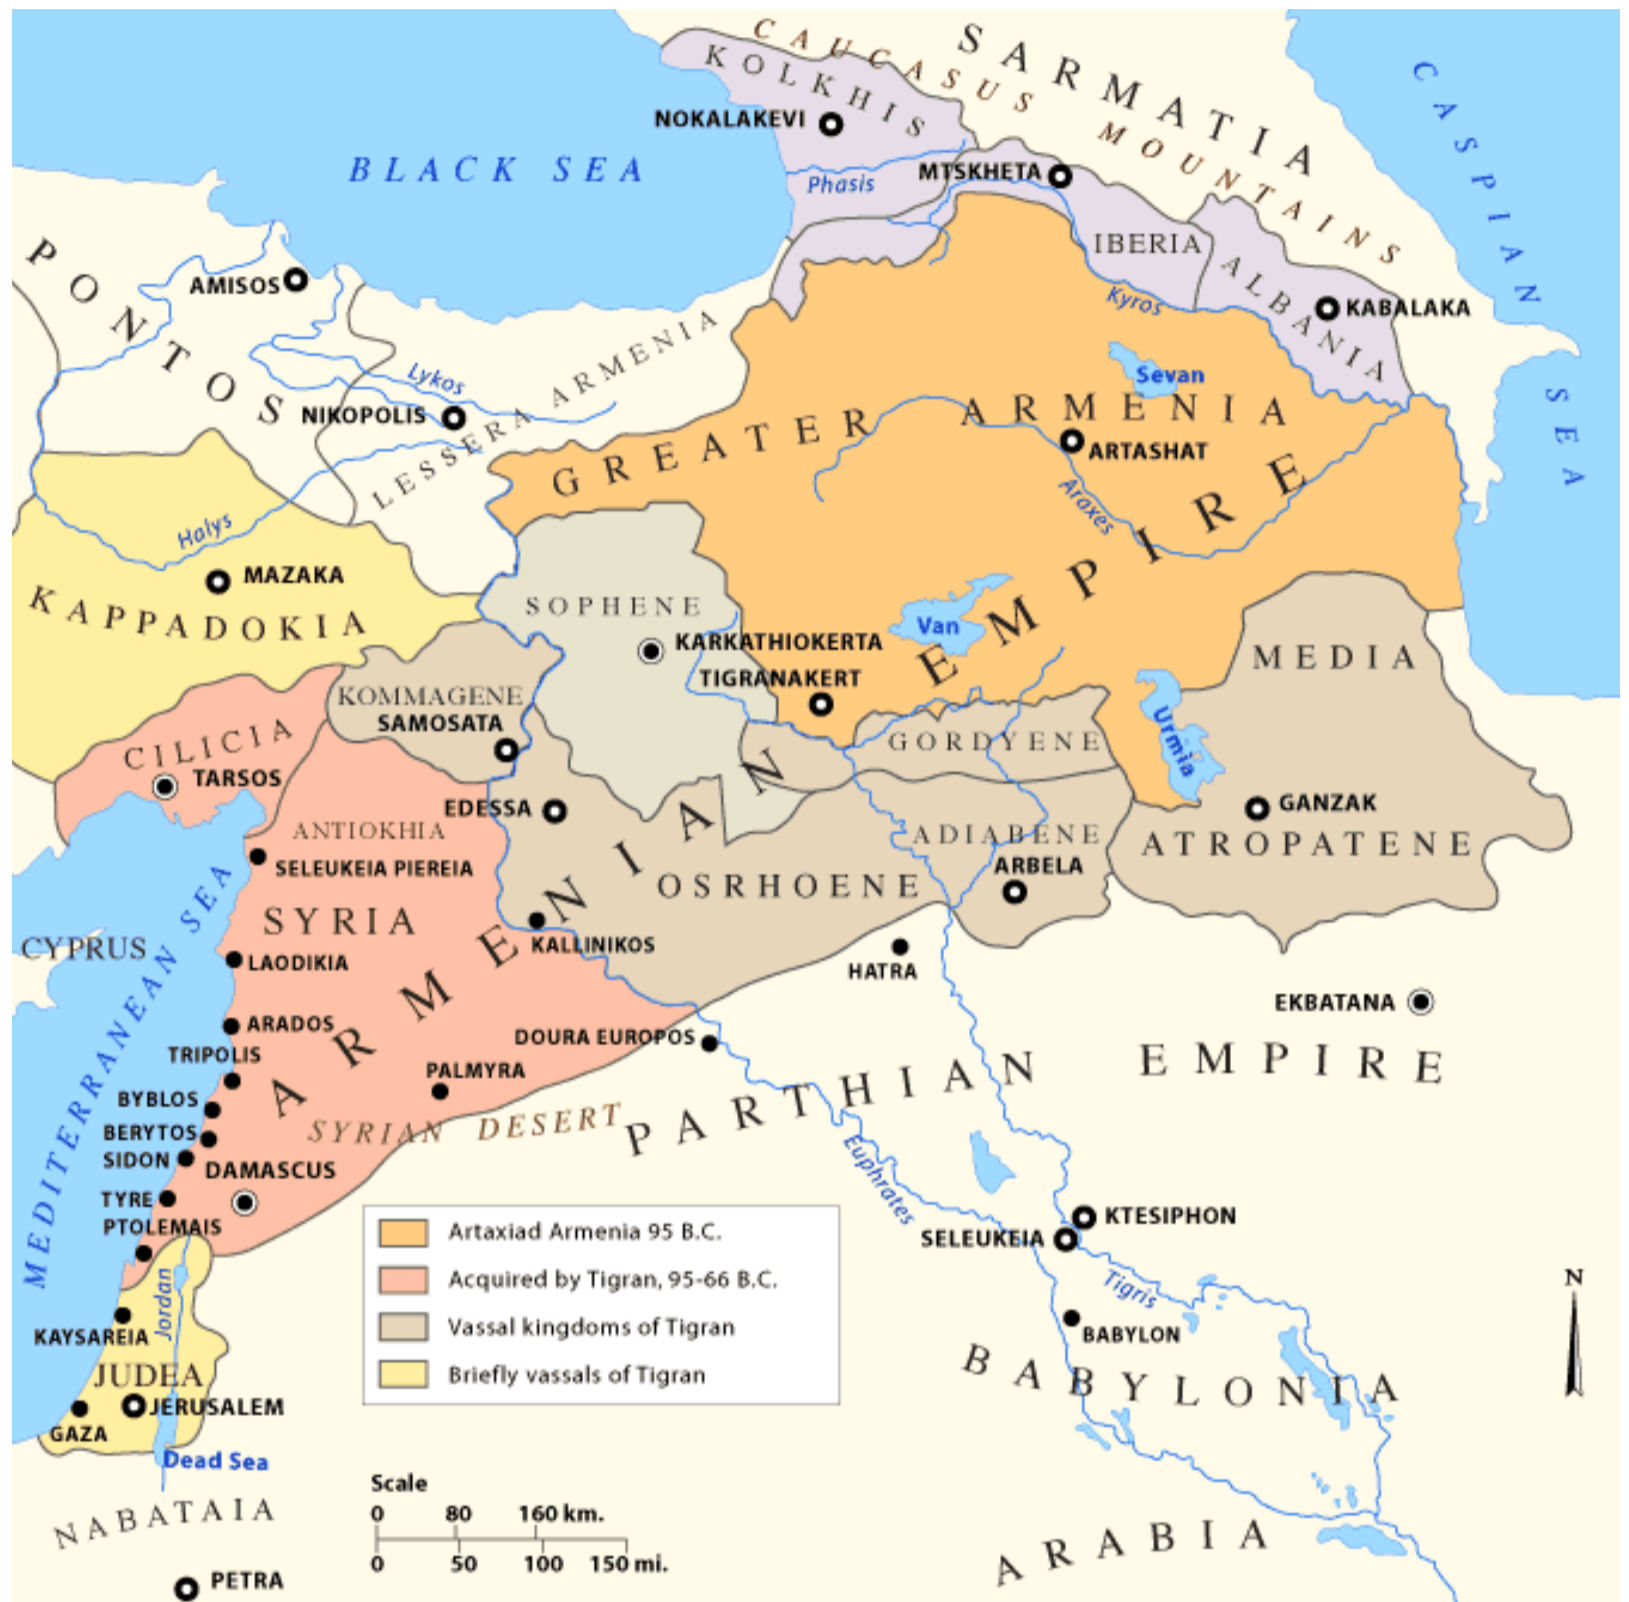 CAUCASUS MOUNTAINS
SARMATIA
CASPIAN SEA
KOLKHIS
NOKALAKEVI
BLACK SEA
Phasis
MTSKHETA
IBERIA
ALBANIA
KABALAKA
Kyros
PONTOS
AMISOS
Lykos
NIKOPOLIS
LESSERA ARMENIA
Sevan
GREATER ARMENIA
ARTASHAT
Araxes
Halys
MAZAKA
KAPPADOKIA
SOPHENE
KARKATHIOKERTA
Van
TIGRANAKERT
ARMENIAN EMPIRE
MEDIA
ATROPATENE
KOMMAGENE
SAMOSATA
CILICIA
TARSOS
GORDYENE
Urmia
GANZAK
EDESSA
ANTIOKHIA
SELEUKEIA PIEREIA
ADIABENE
ARBELA
OSRHOENE
SYRIA
CYPRUS
MEDITERRANEAN SEA
KALLINIKOS
LAODIKIA
HATRA
EKBATANA
ARADOS
TRIPOLIS
DOURA EUROPOS
PALMYRA
PARTHIAN EMPIRE
BYBLOS
SYRIAN DESERT
BERYTOS
SIDON
DAMASCUS
TYRE
PTOLEMAIS
Euphrates
KTESIPHON
SELEUKEIA
Tigris
Artaxiad Armenia 95 B.C.
Acquired by Tigran, 95-66 B.C.
Vassal kingdoms of Tigran
Briefly vassals of Tigran
Jordan
KAYSAREIA
JUDEA
JERUSALEM
GAZA
Dead Sea
BABYLON
BABYLONIA
N
Scale
0 80 160 km.
0 50 100 150 mi.
NABATAIA
PETRA
ARABIA